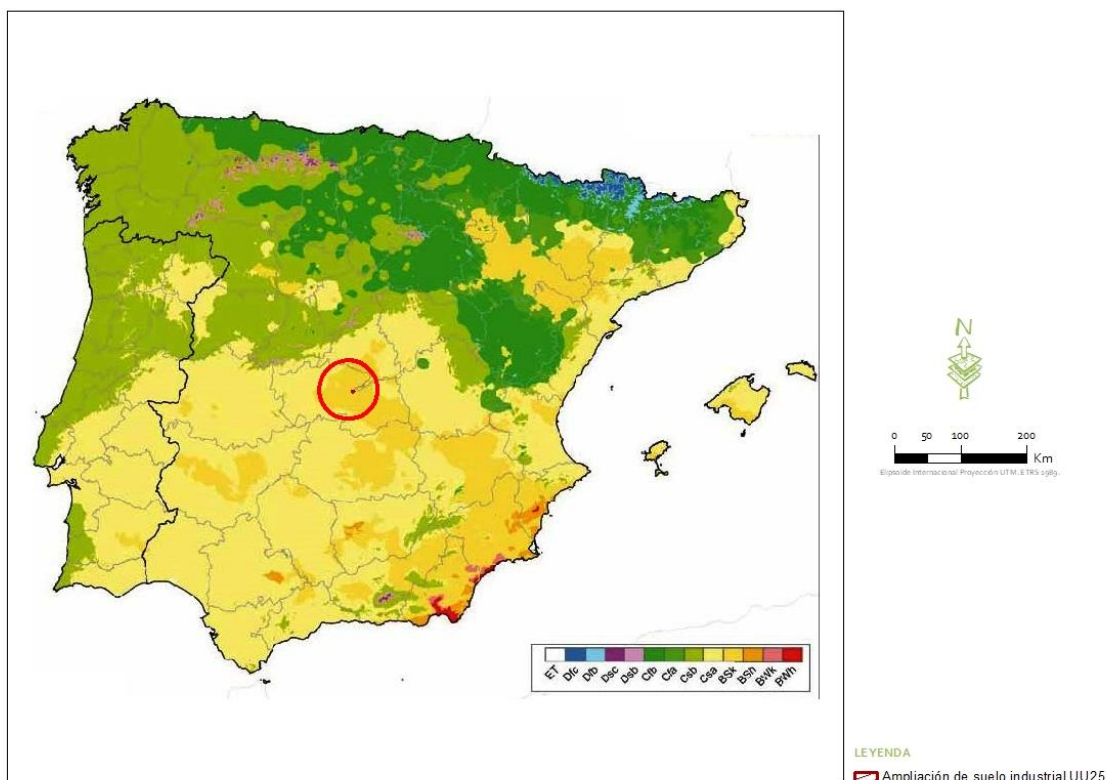 N
0 50 100 200
Km
Elipsoide Internacional Proyección UTM. ETRS 1989.
ET Dfc Dfb Dsc Dsb Cfb Cfa Csb Csa BSk BSh BWk BWh
LEYENDA
Ampliación de suelo industrial UU25